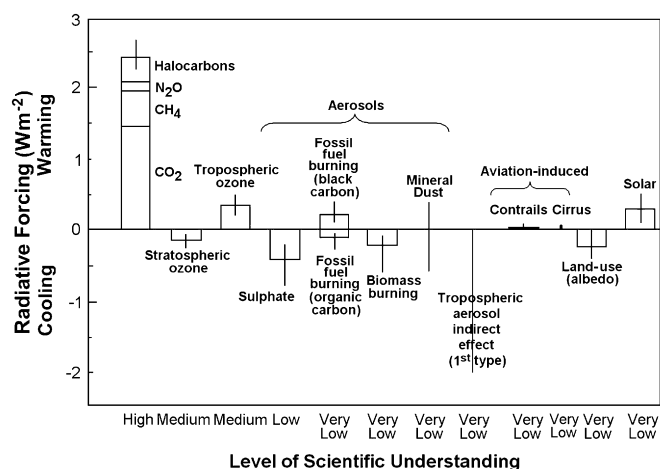 Radiative Forcing (Wm-2)
Cooling Warming
3
2
1
0
-1
-2
Halocarbons
N2O
CH4
CO2
Stratospheric
ozone
Tropospheric
ozone
Sulphate
Aerosols
Fossil
fuel
burning
(black
carbon)
Fossil
fuel
burning
(organic
carbon)
Biomass
burning
Mineral
Dust
Tropospheric
aerosol
indirect
effect
(1st type)
Aviation-induced
Contrails Cirrus
Land-use
(albedo)
Solar
High Medium Medium Low Very Low Very Low Very Low Very Low Very Low Very Low Very Low Very Low
Level of Scientific Understanding